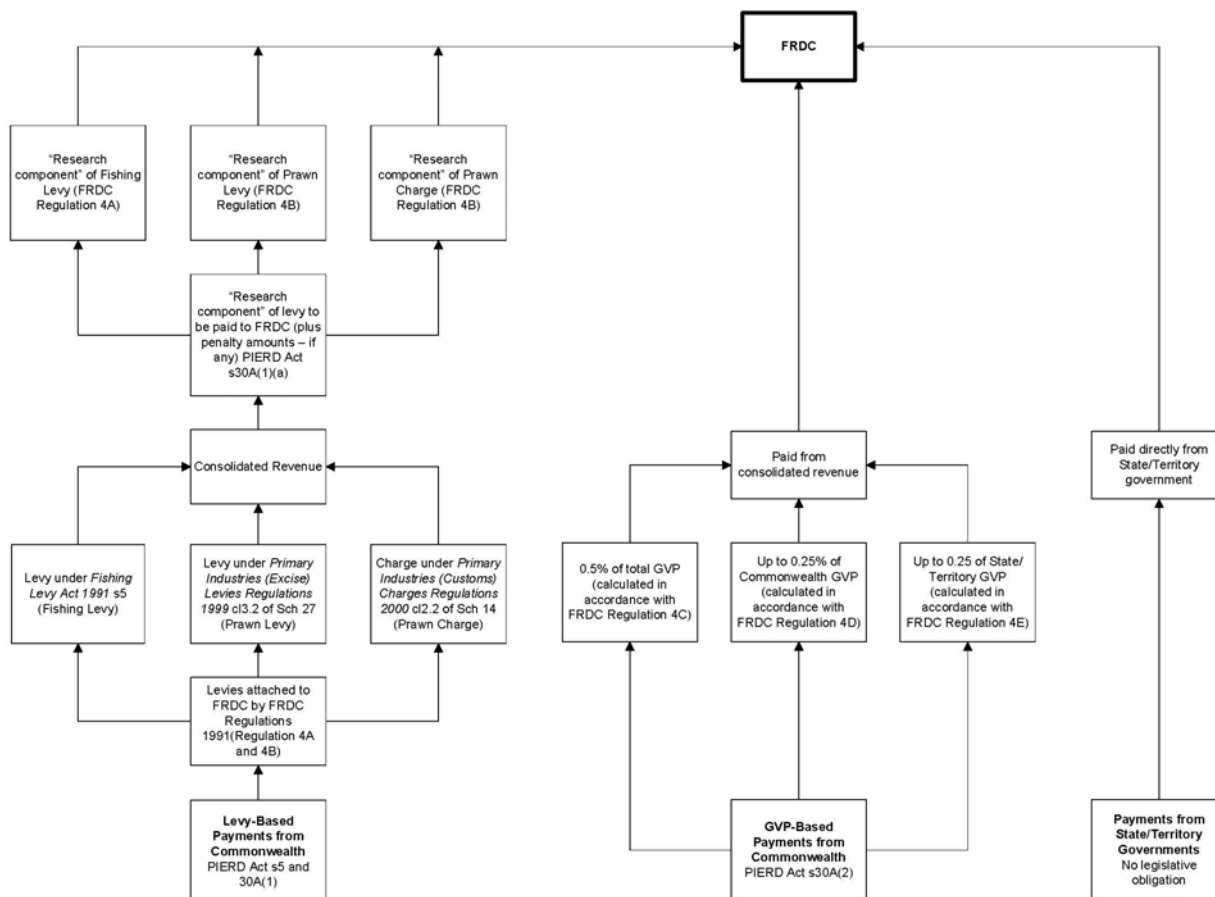 FRDC
“Research
component” of Fishing
Levy (FRDC
Regulation 4A)
“Research
component” of Prawn
Levy (FRDC
Regulation 4B)
“Research
component” of Prawn
Charge (FRDC
Regulation 4B)
“Research
component” of levy to
be paid to FRDC (plus
penalty amounts – if
any) PIERD Act
s30A(1)(a)
Consolidated Revenue
Paid from
consolidated revenue
Paid directly from
State/Territory
government
Levy under Fishing
Levy Act 1991 s5
(Fishing Levy)
Levy under Primary
Industries (Excise)
Levies Regulations
1999 cl3.2 of Sch 27
(Prawn Levy)
Charge under Primary
Industries (Customs)
Charges Regulations
2000 cl2.2 of Sch 14
(Prawn Charge)
0.5% of total GVP
(calculated in
accordance with
FRDC Regulation 4C)
Up to 0.25% of
Commonwealth GVP
(calculated in
accordance with
FRDC Regulation 4D)
Up to 0.25 of State/
Territory GVP
(calculated in
accordance with
FRDC Regulation 4E)
Levies attached to
FRDC by FRDC
Regulations
1991(Regulation 4A
and 4B)
Levy-Based
Payments from
Commonwealth
PIERD Act s5 and
30A(1)
GVP-Based
Payments from
Commonwealth
PIERD Act s30A(2)
Payments from
State/Territory
Governments
No legislative
obligation